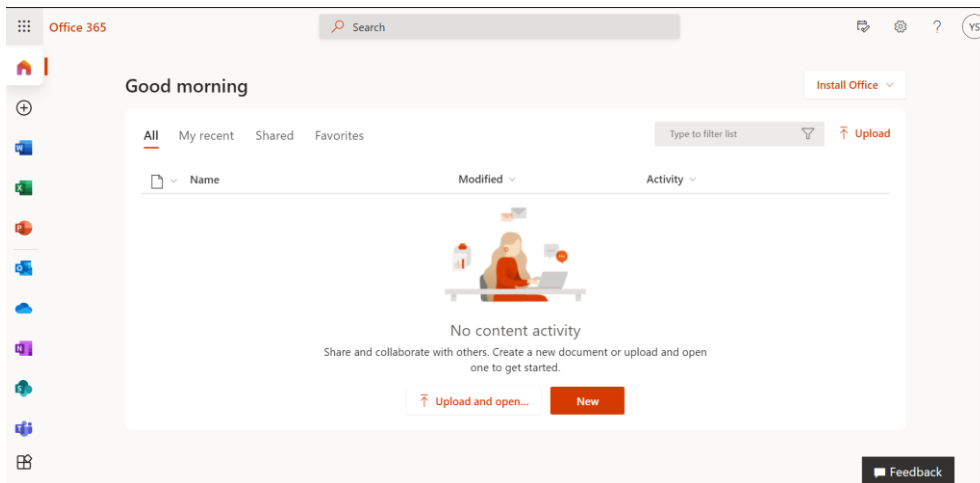 Office 365
Search
YS
Good morning
Install Office
All My recent Shared Favorites
Type to filter list
Upload
Name Modified Activity
No content activity
Share and collaborate with others. Create a new document or upload and open
one to get started.
Upload and open...
New
Feedback